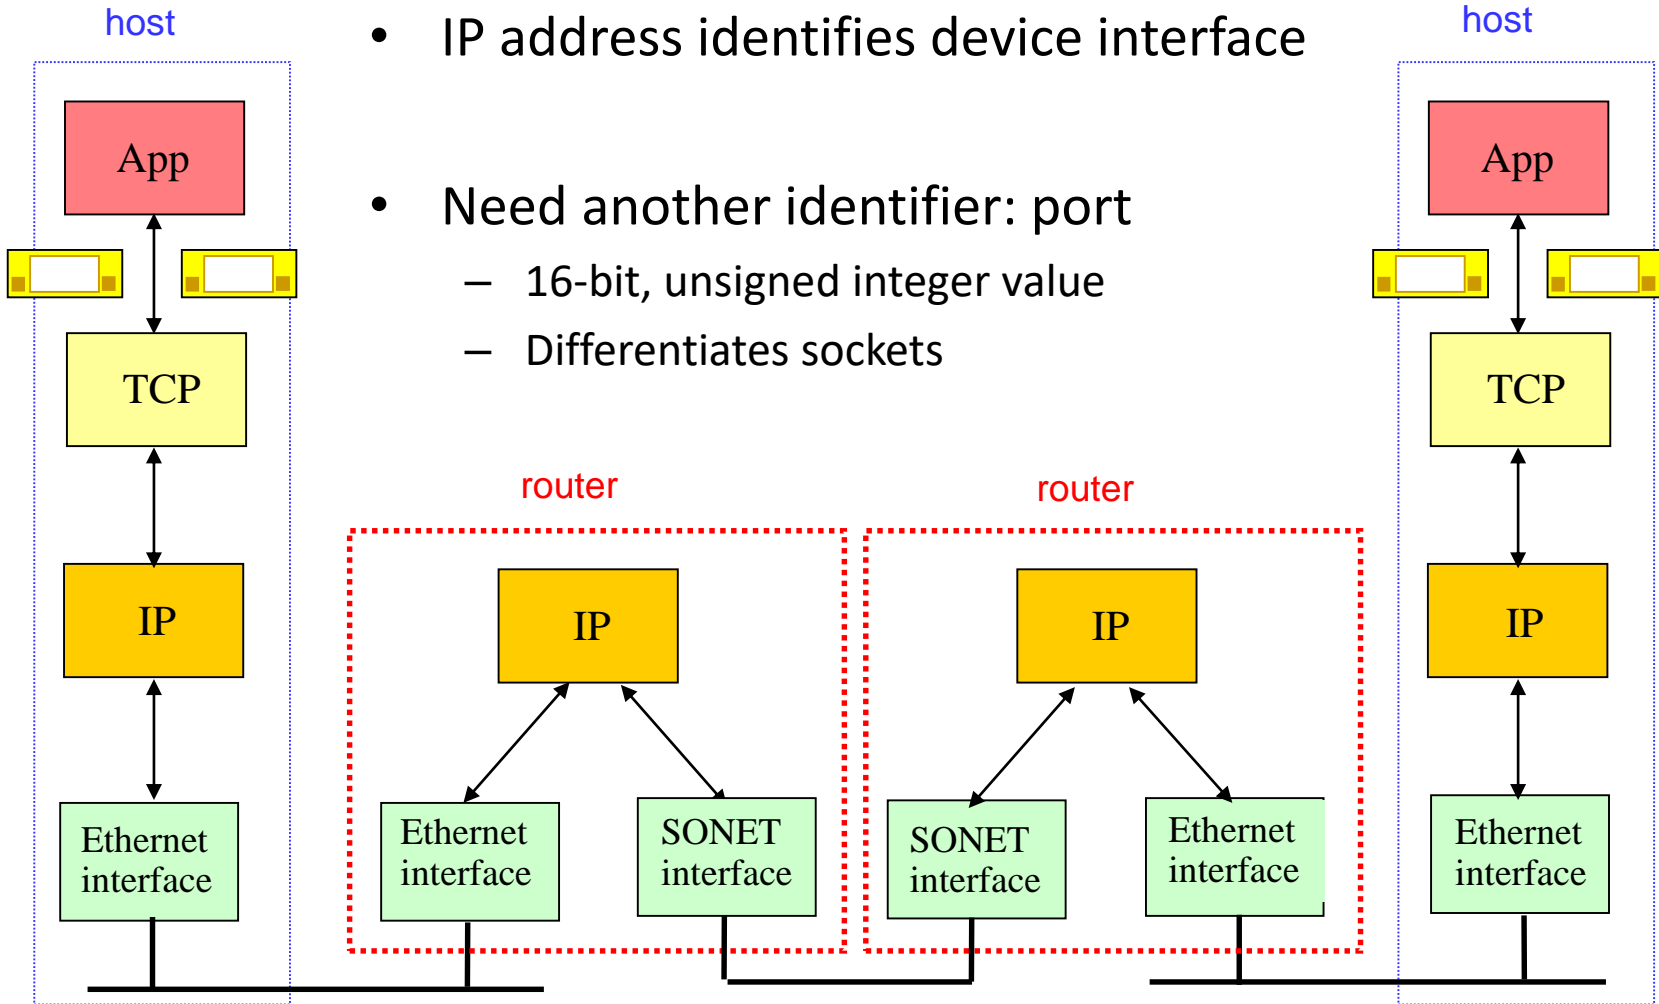 host
• IP address identifies device interface
host
App
App
• Need another identifier: port
– 16-bit, unsigned integer value
– Differentiates sockets
TCP
TCP
router
router
IP
IP
IP
IP
Ethernet
interface
Ethernet
interface
SONET
interface
SONET
interface
Ethernet
interface
Ethernet
interface